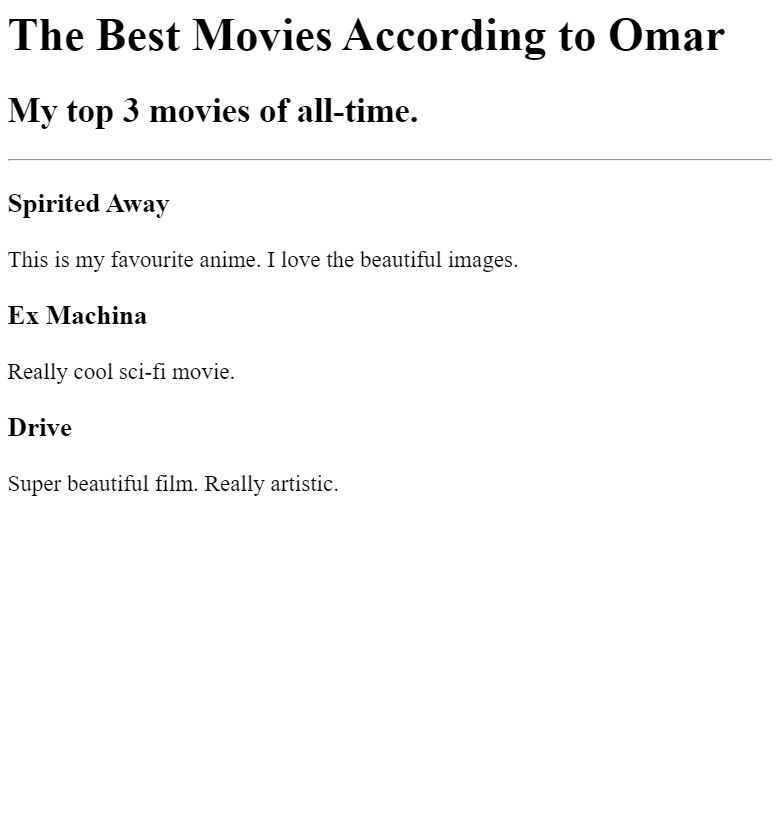 The Best Movies According to Omar
My top 3 movies of all-time.
Spirited Away
This is my favourite anime. I love the beautiful images.
Ex Machina
Really cool sci-fi movie.
Drive
Super beautiful film. Really artistic.